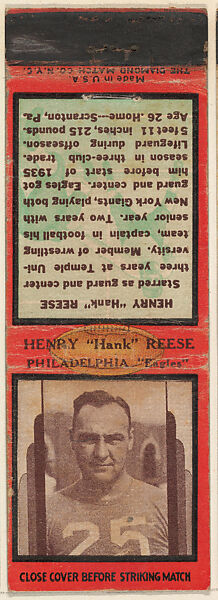 HENRY "Hank" REESE
Starred as guard and center
three years at Temple Uni-
versity. Member of wrestling
team, captain in football his
senior year. Two years with
New York Giants, playing both
guard and center. Eagles got
him before start of 1935
season in three-club trade.
Lifeguard during offseason.
5 feet 11 inches, 215 pounds.
Age 26—Home—Scranton, Pa.
Made in U.S.A
THE DIAMOND MATCH CO. N.Y.C.
HENRY "Hank" REESE
PHILADELPHIA "Eagles"
25
CLOSE COVER BEFORE STRIKING MATCH